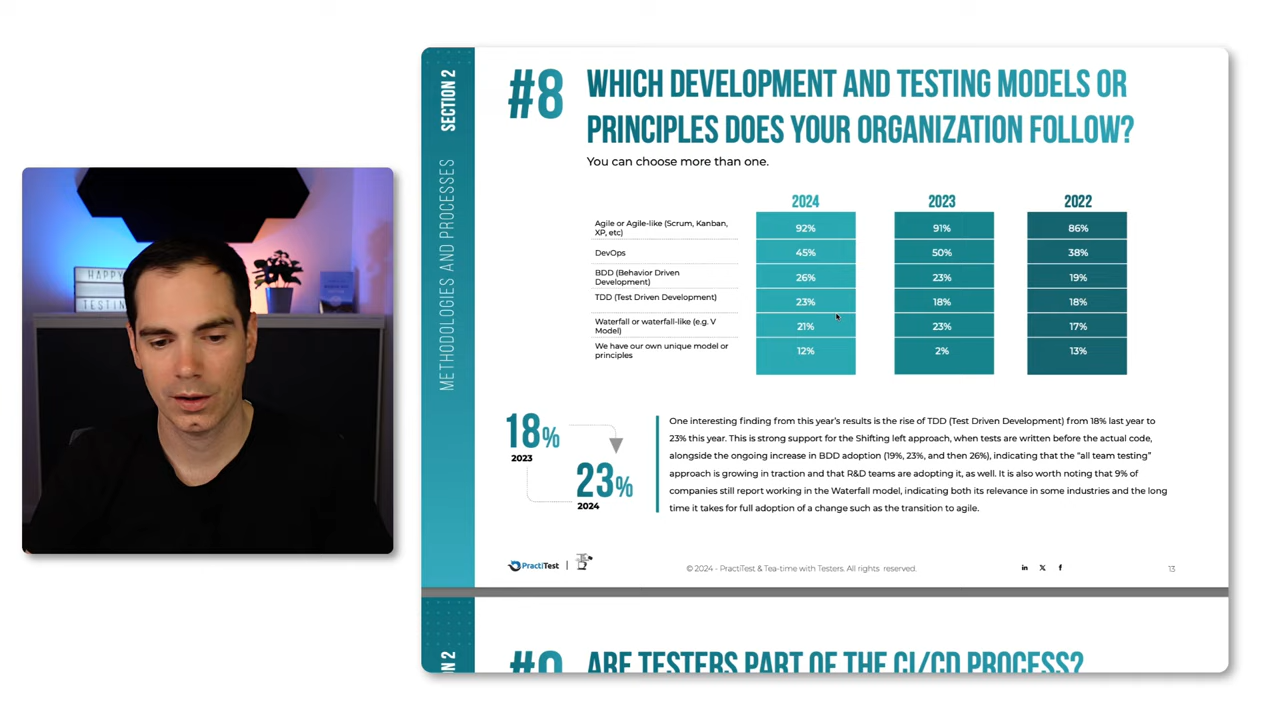 HAPPY
TESTING
SECTION 2
METHODOLOGIES AND PROCESSES
#8
WHICH DEVELOPMENT AND TESTING MODELS OR
PRINCIPLES DOES YOUR ORGANIZATION FOLLOW?
You can choose more than one.
2024 2023 2022
Agile or Agile-like (Scrum, Kanban,
XP, etc) 92% 91% 86%
DevOps 45% 50% 38%
BDD (Behavior Driven
Development) 26% 23% 19%
TDD (Test Driven Development) 23% 18% 18%
Waterfall or waterfall-like (e.g. V
Model) 21% 23% 17%
We have our own unique model or
principles 12% 2% 13%
18%
2023
23%
2024
One interesting finding from this year's results is the rise of TDD (Test Driven Development) from 18% last year to
23% this year. This is strong support for the Shifting left approach, when tests are written before the actual code,
alongside the ongoing increase in BDD adoption (19%, 23%, and then 26%), indicating that the "all team testing"
approach is growing in traction and that R&D teams are adopting it, as well. It is also worth noting that 9% of
companies still report working in the Waterfall model, indicating both its relevance in some industries and the long
time it takes for full adoption of a change such as the transition to agile.
PractiTest
© 2024 - PractiTest & Tea-time with Testers. All rights reserved.
in X f
13
ON 2
#9
ARE TESTERS PART OF THE CI/CD PROCESS?